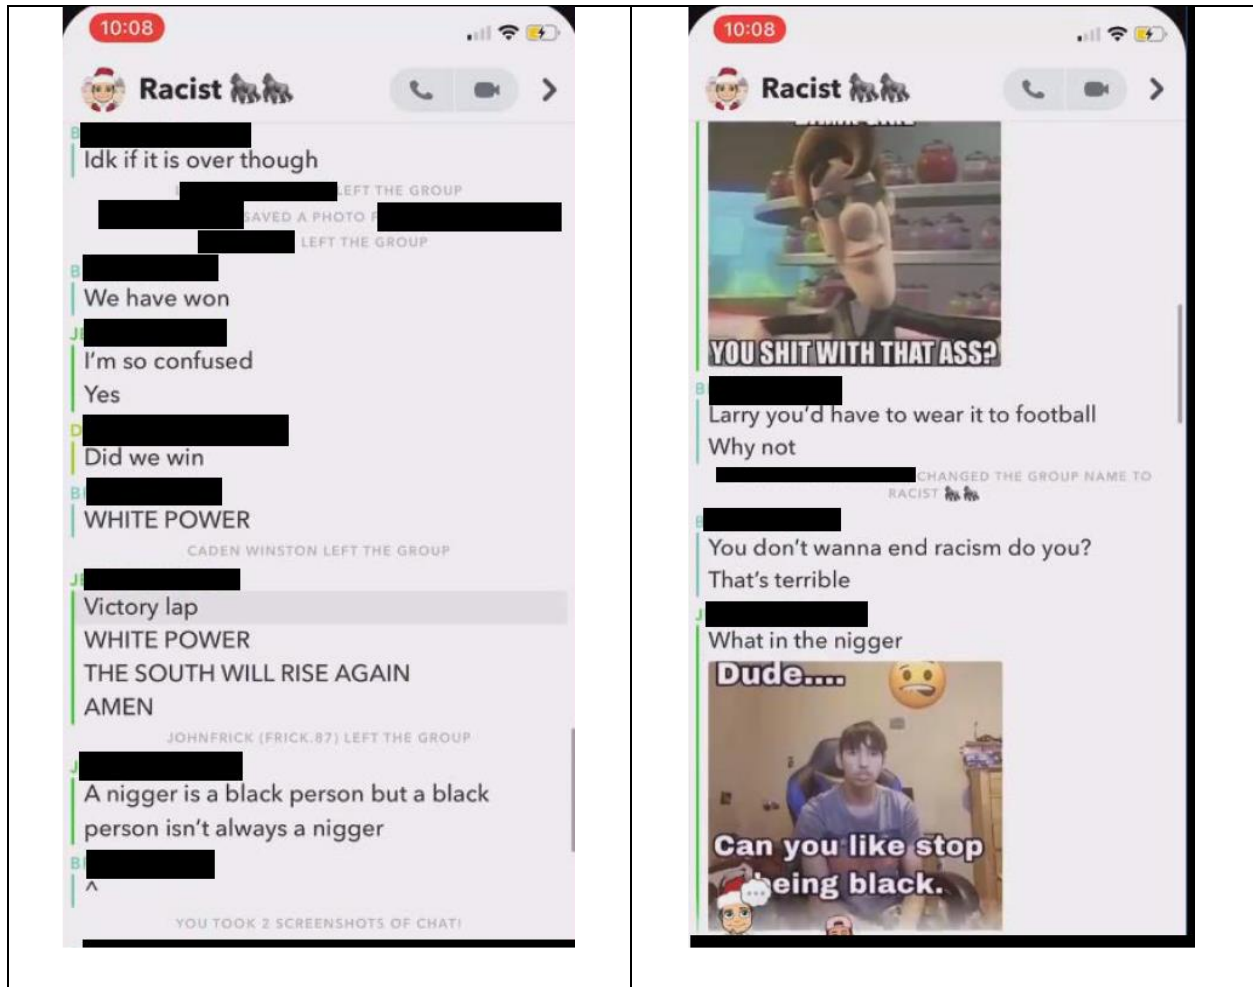 10:08
Racist 🦍🦍
B
Idk if it is over though
LEFT THE GROUP
SAVED A PHOTO
LEFT THE GROUP
B
We have won
JE
I'm so confused
Yes
D
Did we win
B
WHITE POWER
CADEN WINSTON LEFT THE GROUP
JE
Victory lap
WHITE POWER
THE SOUTH WILL RISE AGAIN
AMEN
JOHNFRICK (FRICK.87) LEFT THE GROUP
J
A nigger is a black person but a black
person isn't always a nigger
B
^
YOU TOOK 2 SCREENSHOTS OF CHAT!
10:08
Racist 🦍🦍
YOU SHIT WITH THAT ASS?
B
Larry you'd have to wear it to football
Why not
CHANGED THE GROUP NAME TO
RACIST 🦍🦍
B
You don't wanna end racism do you?
That's terrible
J
What in the nigger
Dude....
Can you like stop
being black.